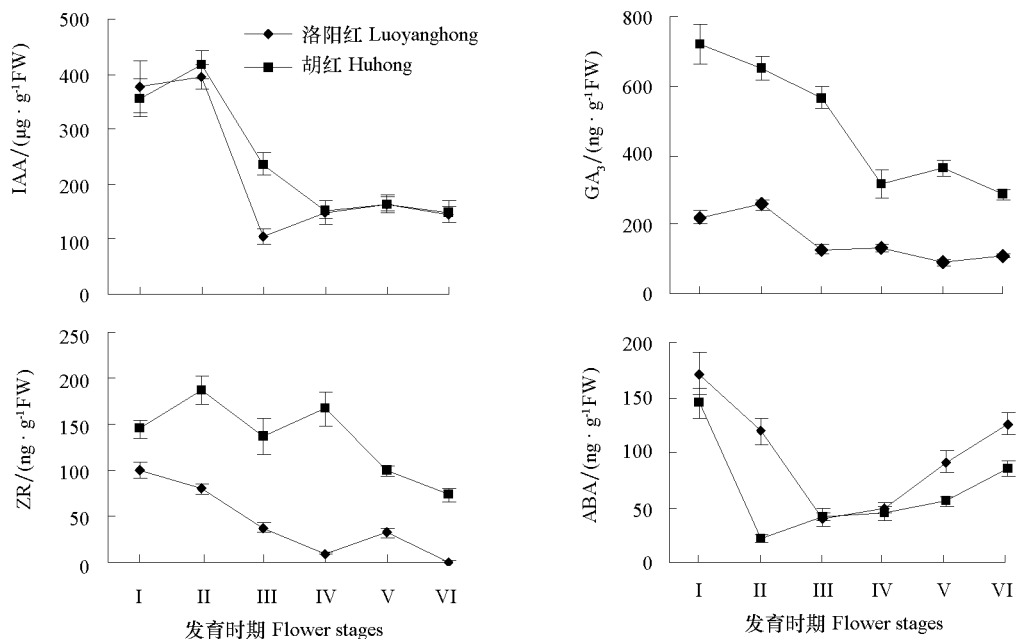 500
400
300
200
100
0
IAA/(μg · g⁻¹FW)
洛阳红 Luoyanghong
胡红 Huhong
800
600
400
200
0
GA₃/(ng · g⁻¹FW)
250
200
150
100
50
0
ZR/(ng · g⁻¹FW)
I II III IV V VI
发育时期 Flower stages
200
150
100
50
0
ABA/(ng · g⁻¹FW)
I II III IV V VI
发育时期 Flower stages